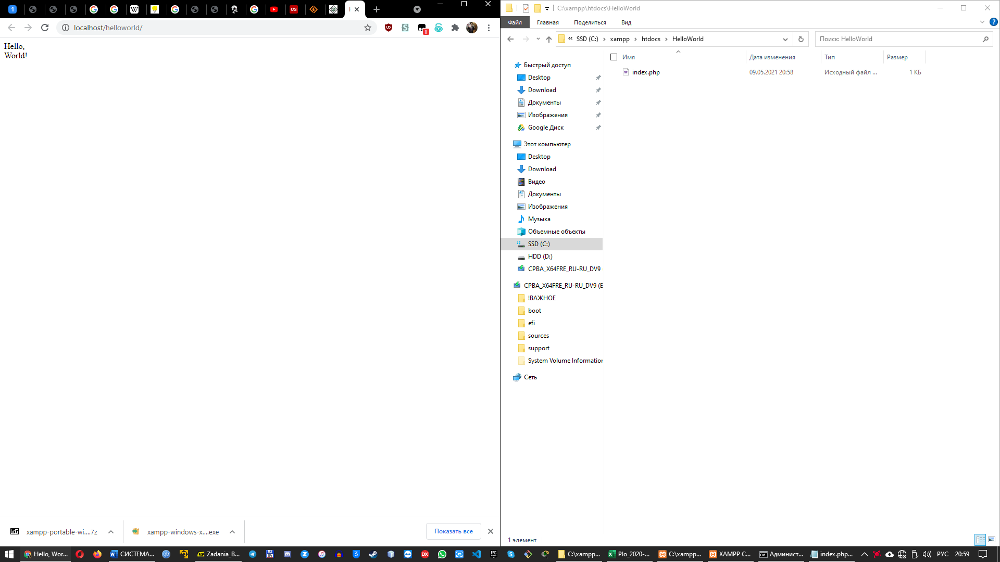 1
localhost/helloworld/
1
Hello,
World!
xampp-portable-wi....7z
xampp-windows-x....exe
Показать все
C:\xampp\htdocs\HelloWorld
Файл
Главная
Поделиться
Вид
« SSD (C:) › xampp › htdocs › HelloWorld
Поиск: HelloWorld
Имя
Дата изменения
Тип
Размер
index.php
09.05.2021 20:58
Исходный файл ...
1 КБ
Быстрый доступ
Desktop
Download
Документы
Изображения
Google Диск
Этот компьютер
Desktop
Download
Видео
Документы
Изображения
Музыка
Объемные объекты
SSD (C:)
HDD (D:)
CPBA_X64FRE_RU-RU_DV9
CPBA_X64FRE_RU-RU_DV9 (E
!ВАЖНОЕ
boot
efi
sources
support
System Volume Information
Сеть
1 элемент
Hello, Wor...
СИСТЕМА...
Zadania_B...
C:\xampp...
Plo_2020-...
C:\xampp...
XAMPP C...
Админист...
index.php...
РУС
20:59